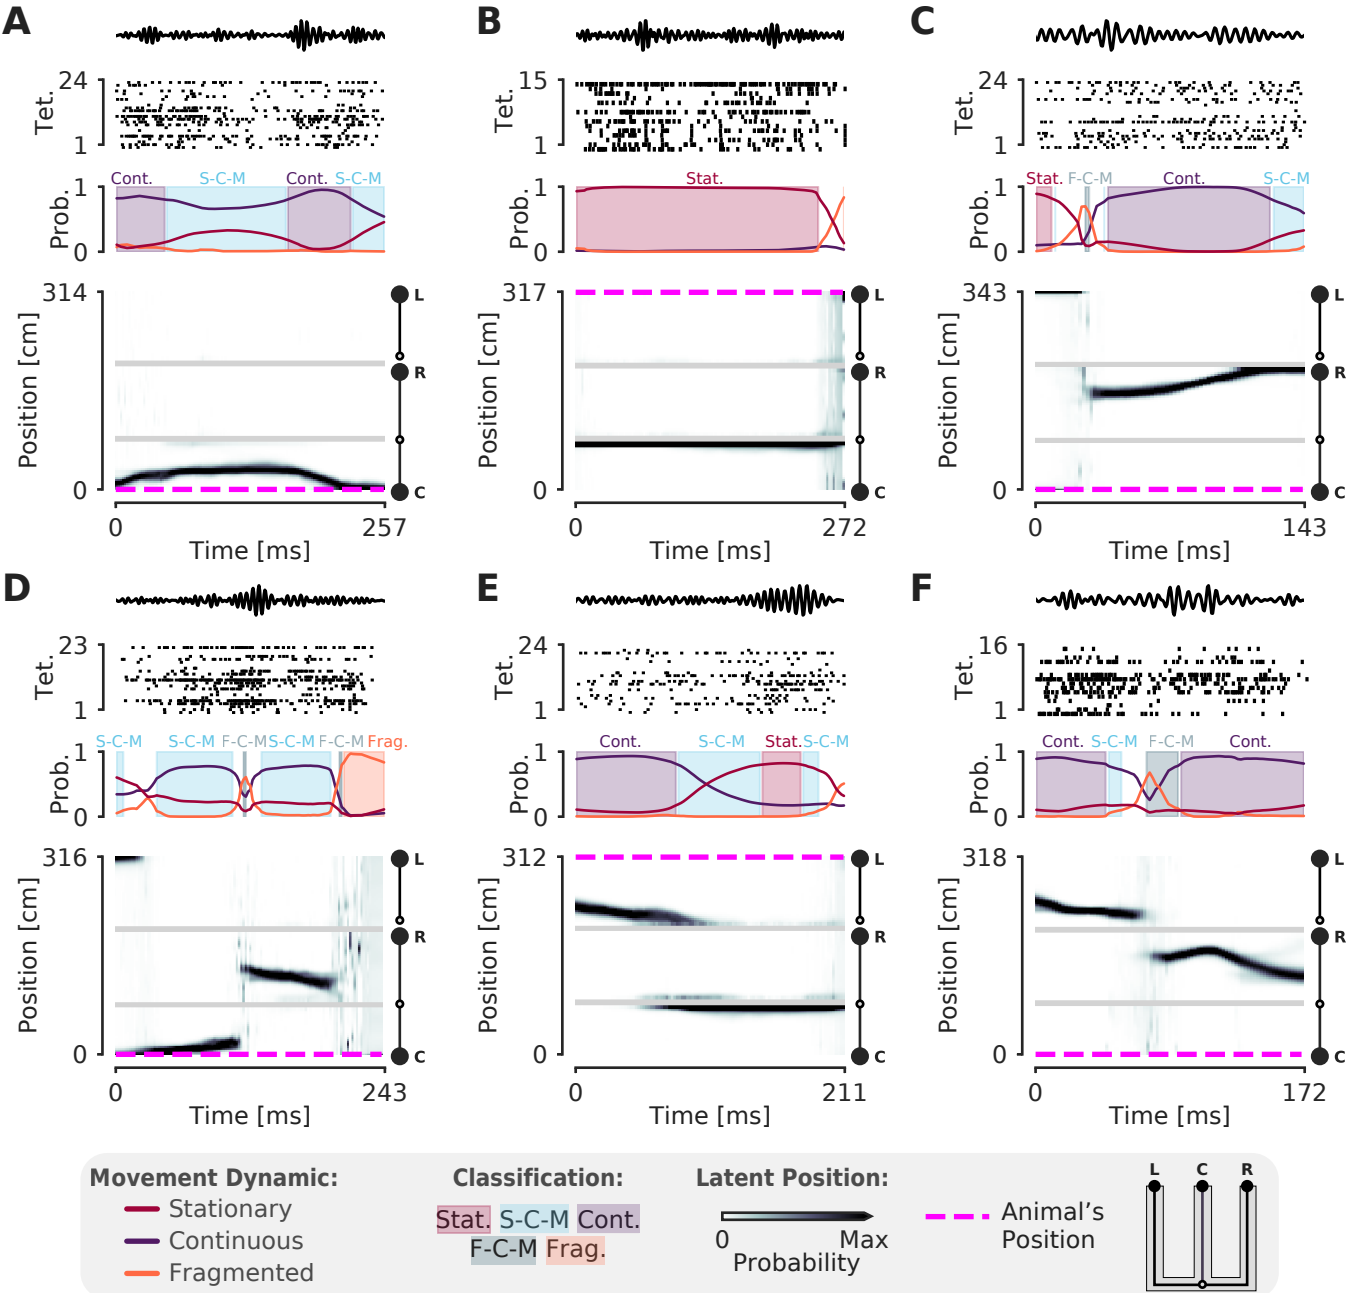 A
B
C
24
Tet.
1
15
Tet.
1
24
Tet.
1
Cont.
S-C-M
Cont.
S-C-M
Stat.
Stat.
F-C-M
Cont.
S-C-M
1
Prob.
0
1
Prob.
0
1
Prob.
0
314
Position [cm]
0
L
R
C
317
Position [cm]
0
L
R
C
343
Position [cm]
0
L
R
C
0
257
Time [ms]
0
272
Time [ms]
0
143
Time [ms]
D
E
F
23
Tet.
1
24
Tet.
1
16
Tet.
1
S-C-M
S-C-M
F-C-M
S-C-M
F-C-M
Frag.
Cont.
S-C-M
Stat.
S-C-M
Cont.
S-C-M
F-C-M
Cont.
1
Prob.
0
1
Prob.
0
1
Prob.
0
316
Position [cm]
0
L
R
C
312
Position [cm]
0
L
R
C
318
Position [cm]
0
L
R
C
0
243
Time [ms]
0
211
Time [ms]
0
172
Time [ms]
Movement Dynamic:
Stationary
Continuous
Fragmented
Classification:
Stat. S-C-M Cont.
F-C-M Frag.
Latent Position:
0 Max
Probability
Animal's
Position
L C R